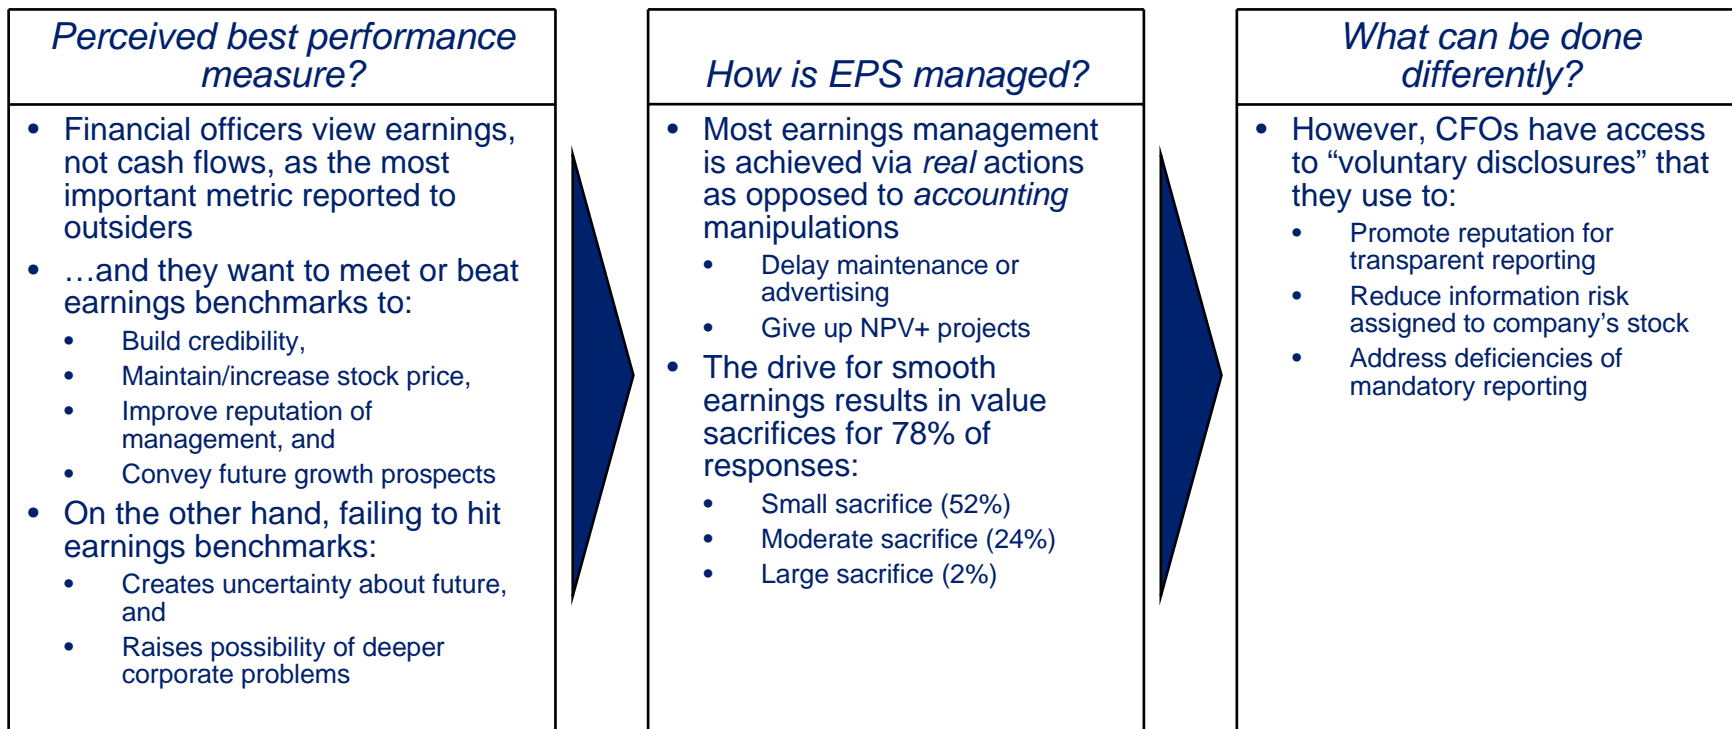 Perceived best performance
measure?
• Financial officers view earnings,
not cash flows, as the most
important metric reported to
outsiders
• …and they want to meet or beat
earnings benchmarks to:
• Build credibility,
• Maintain/increase stock price,
• Improve reputation of
management, and
• Convey future growth prospects
• On the other hand, failing to hit
earnings benchmarks:
• Creates uncertainty about future,
and
• Raises possibility of deeper
corporate problems
How is EPS managed?
• Most earnings management
is achieved via real actions
as opposed to accounting
manipulations
• Delay maintenance or
advertising
• Give up NPV+ projects
• The drive for smooth
earnings results in value
sacrifices for 78% of
responses:
• Small sacrifice (52%)
• Moderate sacrifice (24%)
• Large sacrifice (2%)
What can be done
differently?
• However, CFOs have access
to “voluntary disclosures” that
they use to:
• Promote reputation for
transparent reporting
• Reduce information risk
assigned to company’s stock
• Address deficiencies of
mandatory reporting